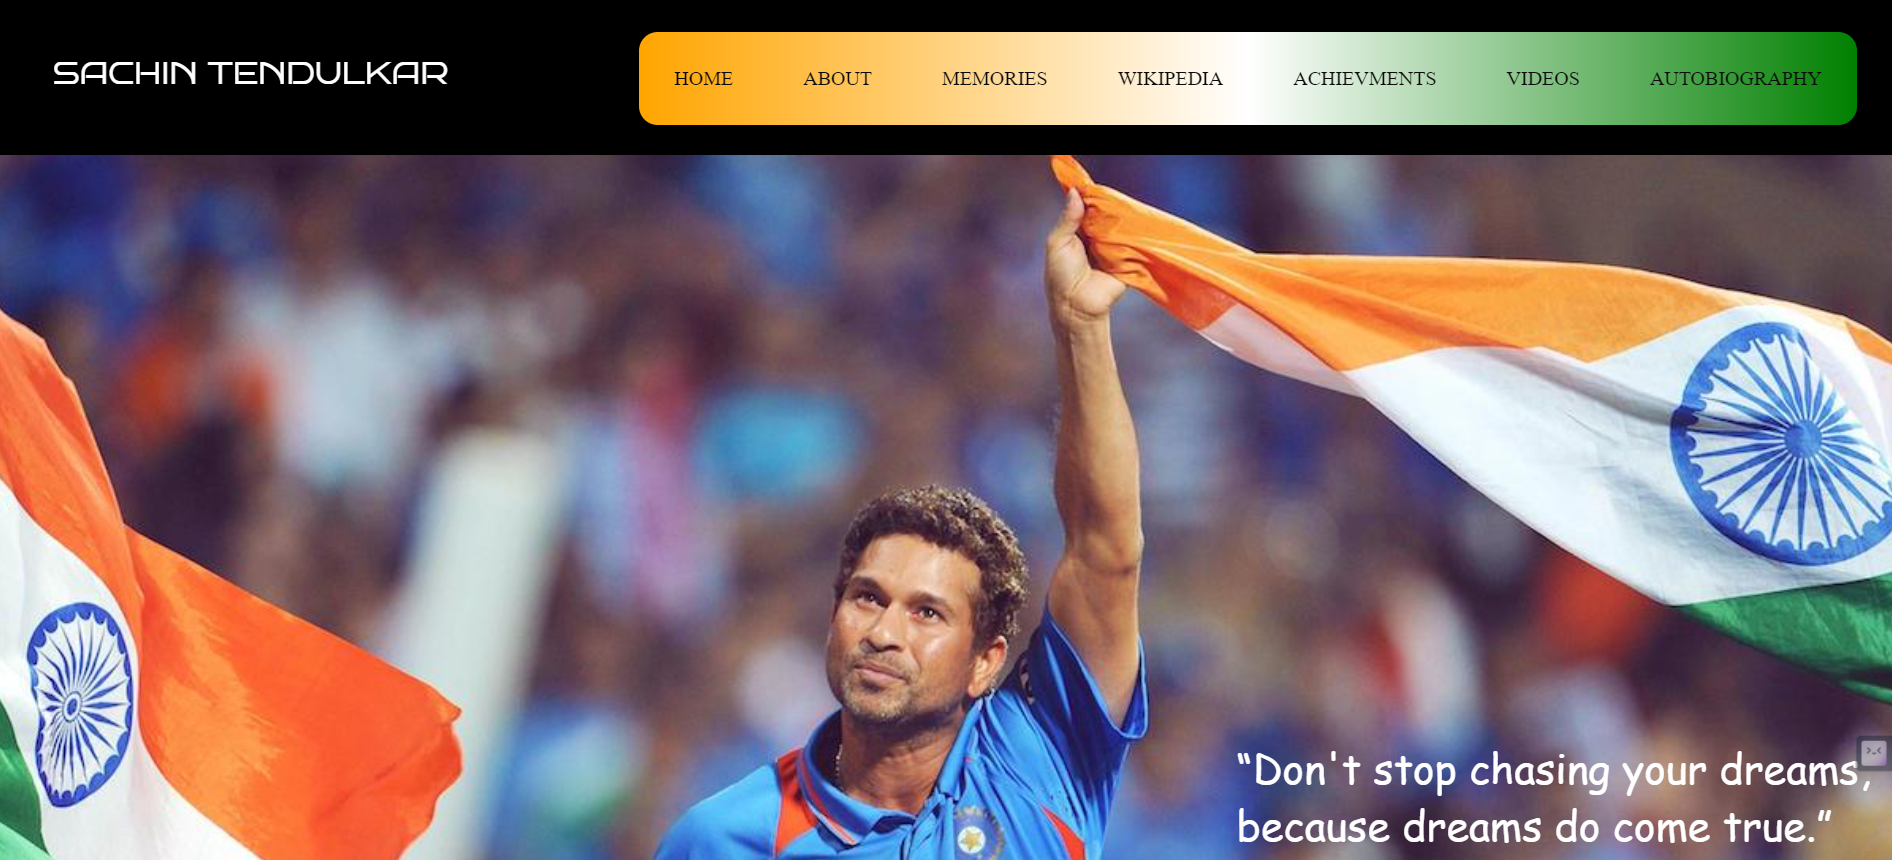 SACHIN TENDULKAR
HOME ABOUT MEMORIES WIKIPEDIA ACHIEVMENTS VIDEOS AUTOBIOGRAPHY
“Don't stop chasing your dreams,
because dreams do come true.”